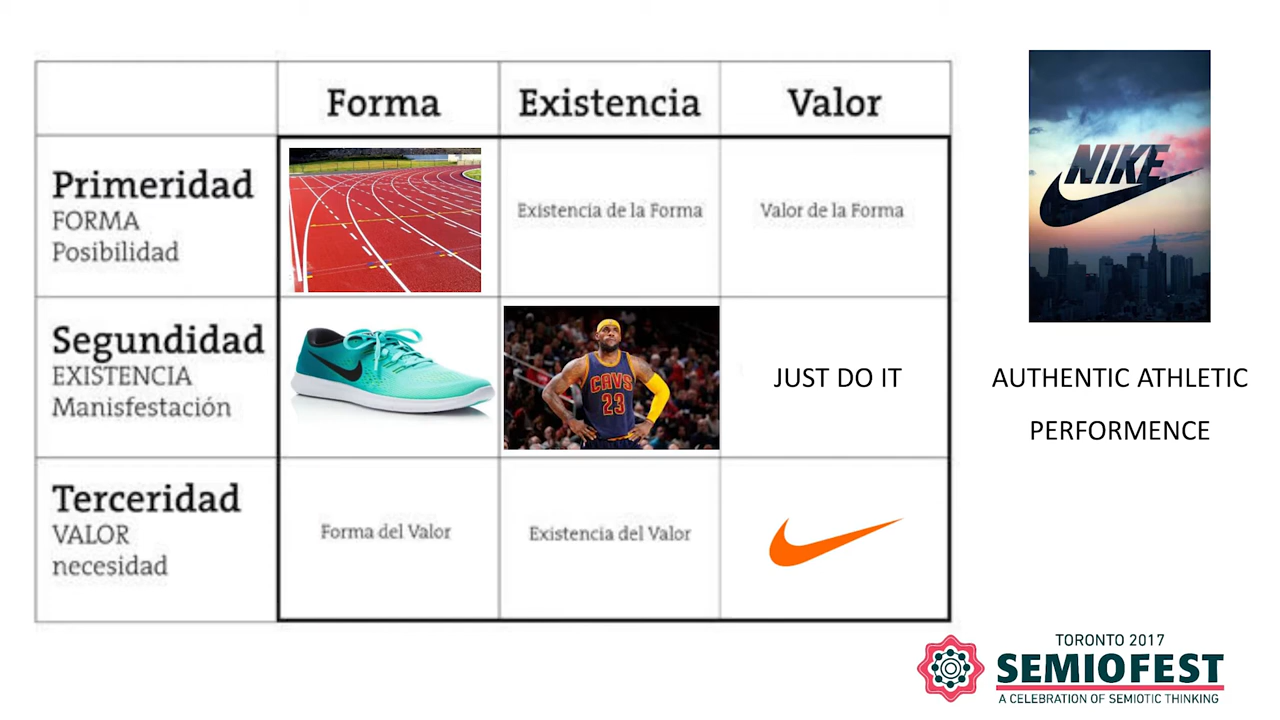 Forma Existencia Valor
Primeridad
FORMA
Posibilidad
Existencia de la Forma
Valor de la Forma
Segundidad
EXISTENCIA
Manisfestación
CAVS
23
JUST DO IT
Terceridad
VALOR
necesidad
Forma del Valor
Existencia del Valor
NIKE
AUTHENTIC ATHLETIC
PERFORMENCE
TORONTO 2017
SEMIOFEST
A CELEBRATION OF SEMIOTIC THINKING